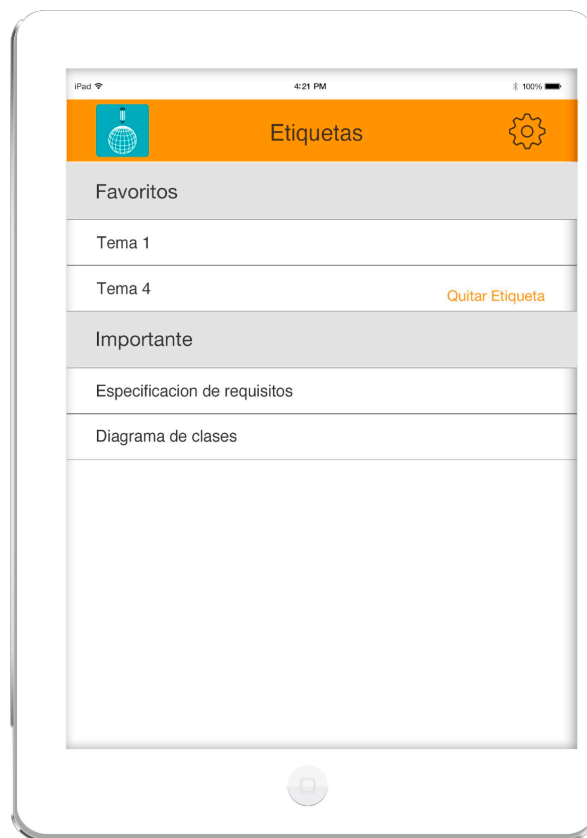 iPad 4:21 PM 100%
Etiquetas
Favoritos
Tema 1
Tema 4
Quitar Etiqueta
Importante
Especificacion de requisitos
Diagrama de clases